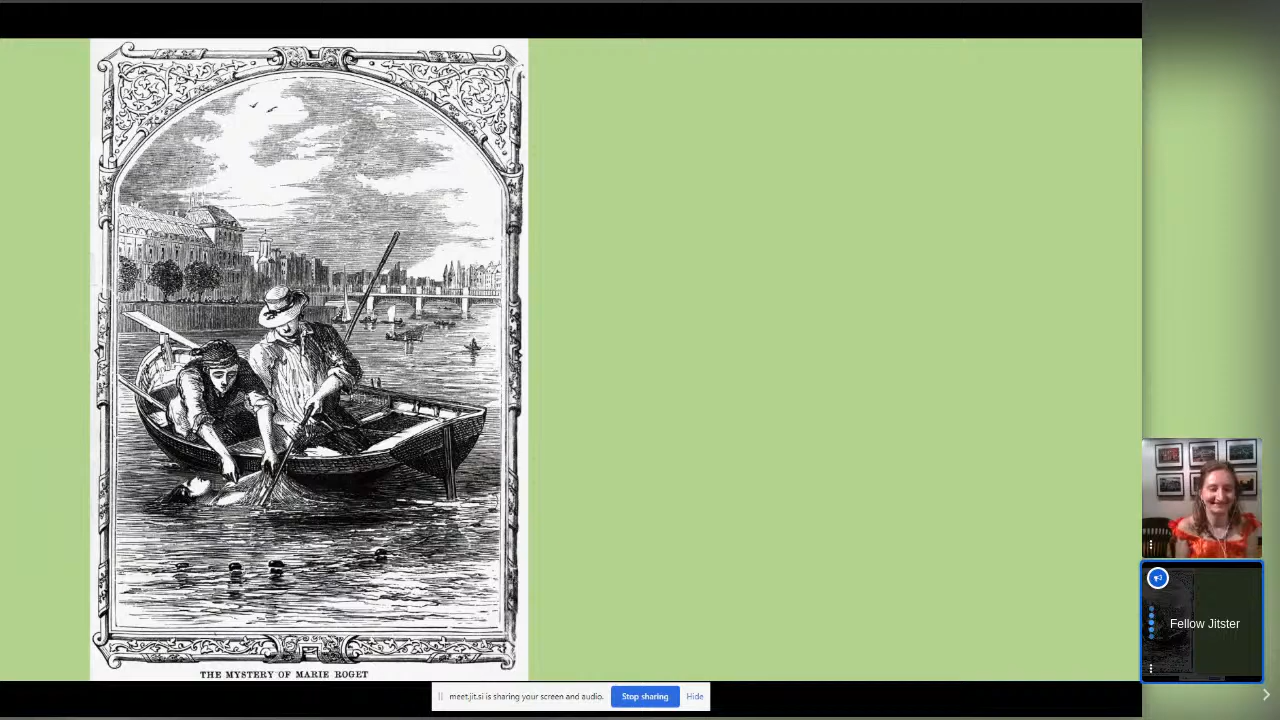 THE MYSTERY OF MARIE ROGET
meet.jit.si is sharing your screen and audio.
Stop sharing
Hide
Fellow Jitster